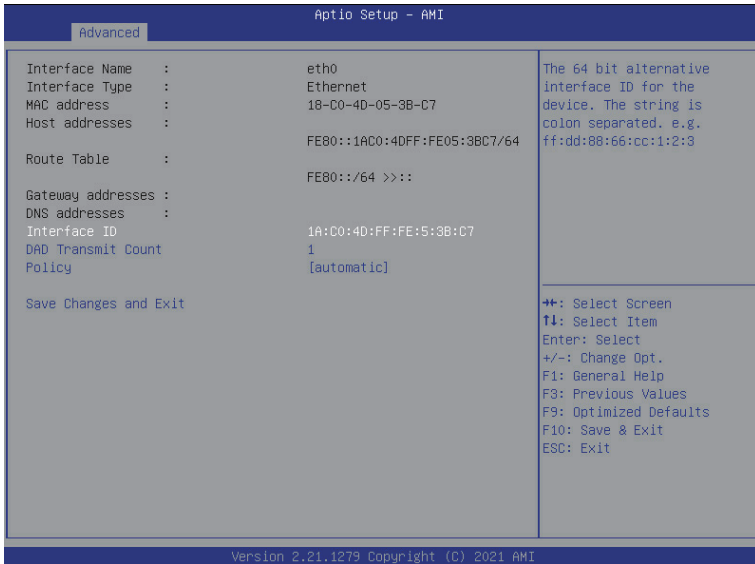 Aptio Setup - AMI
Advanced
Interface Name : eth0
Interface Type : Ethernet
MAC address : 18-C0-4D-05-3B-C7
Host addresses :
FE80::1AC0:4DFF:FE05:3BC7/64
Route Table :
FE80::/64 >>::
Gateway addresses :
DNS addresses :
Interface ID 1A:C0:4D:FF:FE:5:3B:C7
DAD Transmit Count 1
Policy [automatic]
Save Changes and Exit
The 64 bit alternative
interface ID for the
device. The string is
colon separated. e.g.
ff:dd:88:66:cc:1:2:3
→←: Select Screen
↑↓: Select Item
Enter: Select
+/-: Change Opt.
F1: General Help
F3: Previous Values
F9: Optimized Defaults
F10: Save & Exit
ESC: Exit
Version 2.21.1279 Copyright (C) 2021 AMI